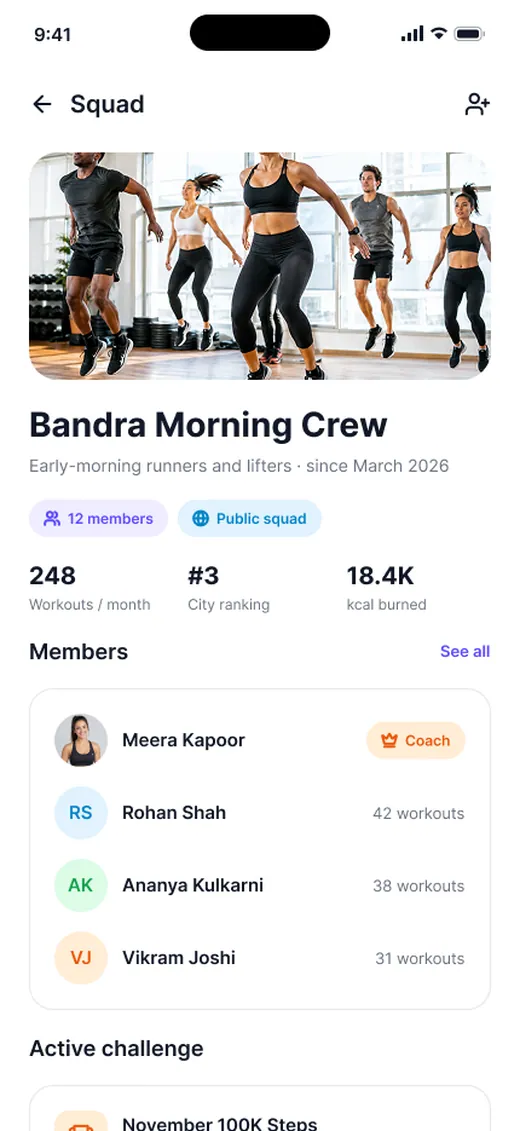 9:41
Squad
Bandra Morning Crew
Early-morning runners and lifters · since March 2026
12 members
Public squad
248
#3
18.4K
Workouts / month
City ranking
kcal burned
Members
See all
Meera Kapoor
Coach
RS
Rohan Shah
42 workouts
AK
Ananya Kulkarni
38 workouts
VJ
Vikram Joshi
31 workouts
Active challenge
November 100K Steps